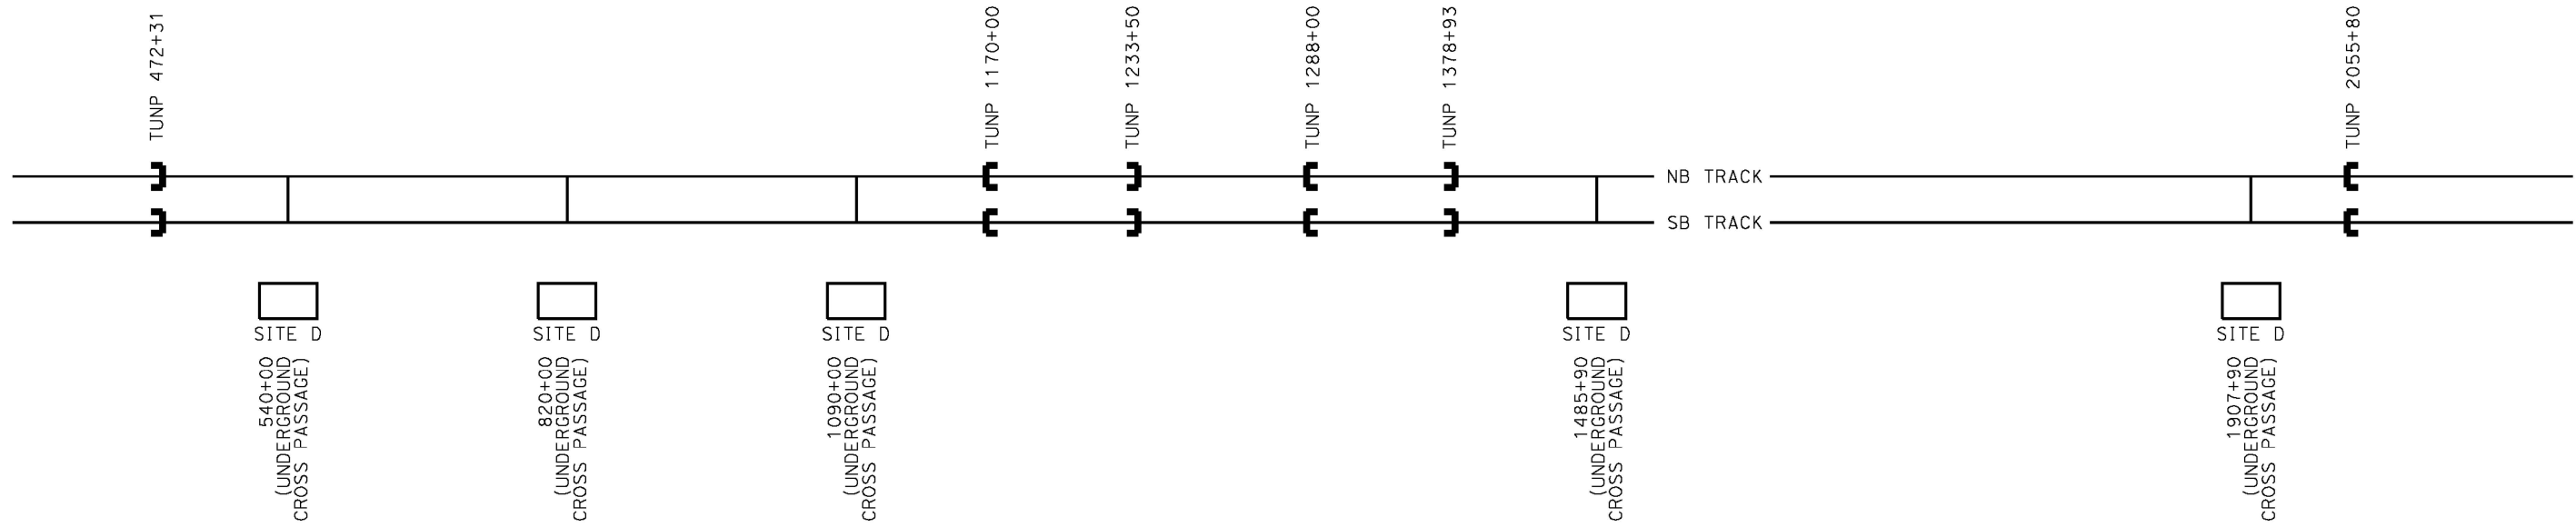 TUNP 472+31
TUNP 1170+00
TUNP 1233+50
TUNP 1288+00
TUNP 1378+93
TUNP 2055+80
NB TRACK
SB TRACK
SITE D
540+00
(UNDERGROUND
CROSS PASSAGE)
SITE D
820+00
(UNDERGROUND
CROSS PASSAGE)
SITE D
1090+00
(UNDERGROUND
CROSS PASSAGE)
SITE D
1485+90
(UNDERGROUND
CROSS PASSAGE)
SITE D
1907+90
(UNDERGROUND
CROSS PASSAGE)